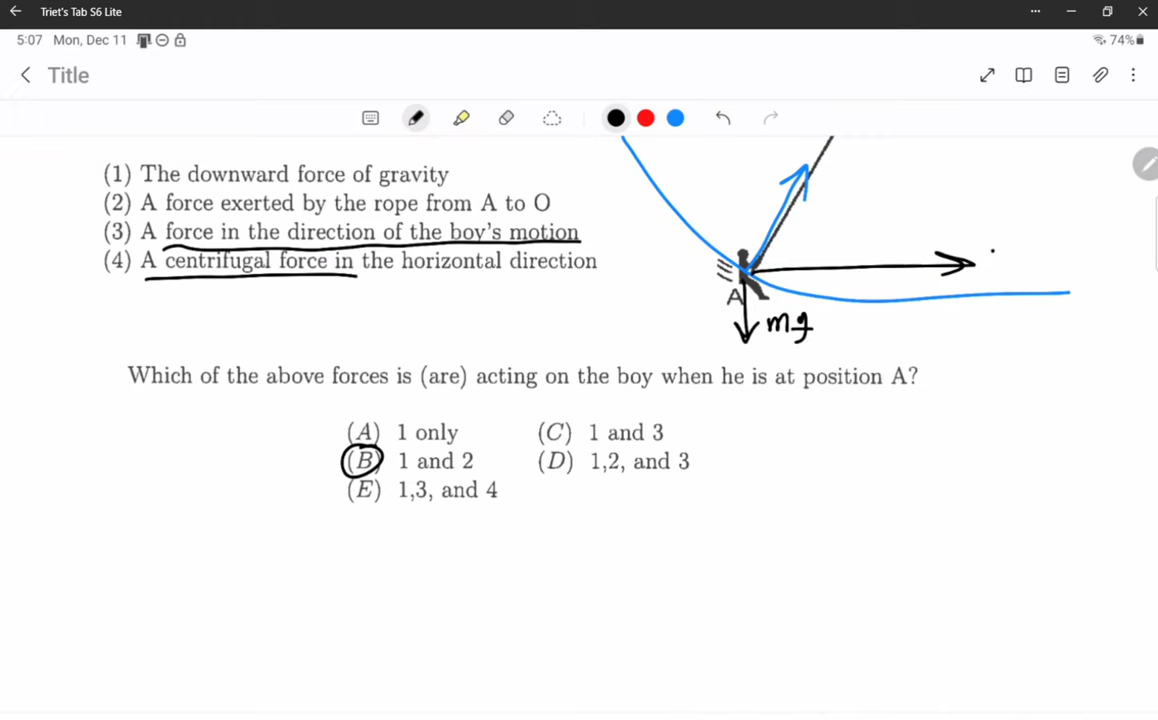 Triet's Tab S6 Lite
5:07 Mon, Dec 11
74%
Title
(1) The downward force of gravity
(2) A force exerted by the rope from A to O
(3) A force in the direction of the boy's motion
(4) A centrifugal force in the horizontal direction
A
mg
Which of the above forces is (are) acting on the boy when he is at position A?
(A) 1 only (C) 1 and 3
(B) 1 and 2 (D) 1,2, and 3
(E) 1,3, and 4